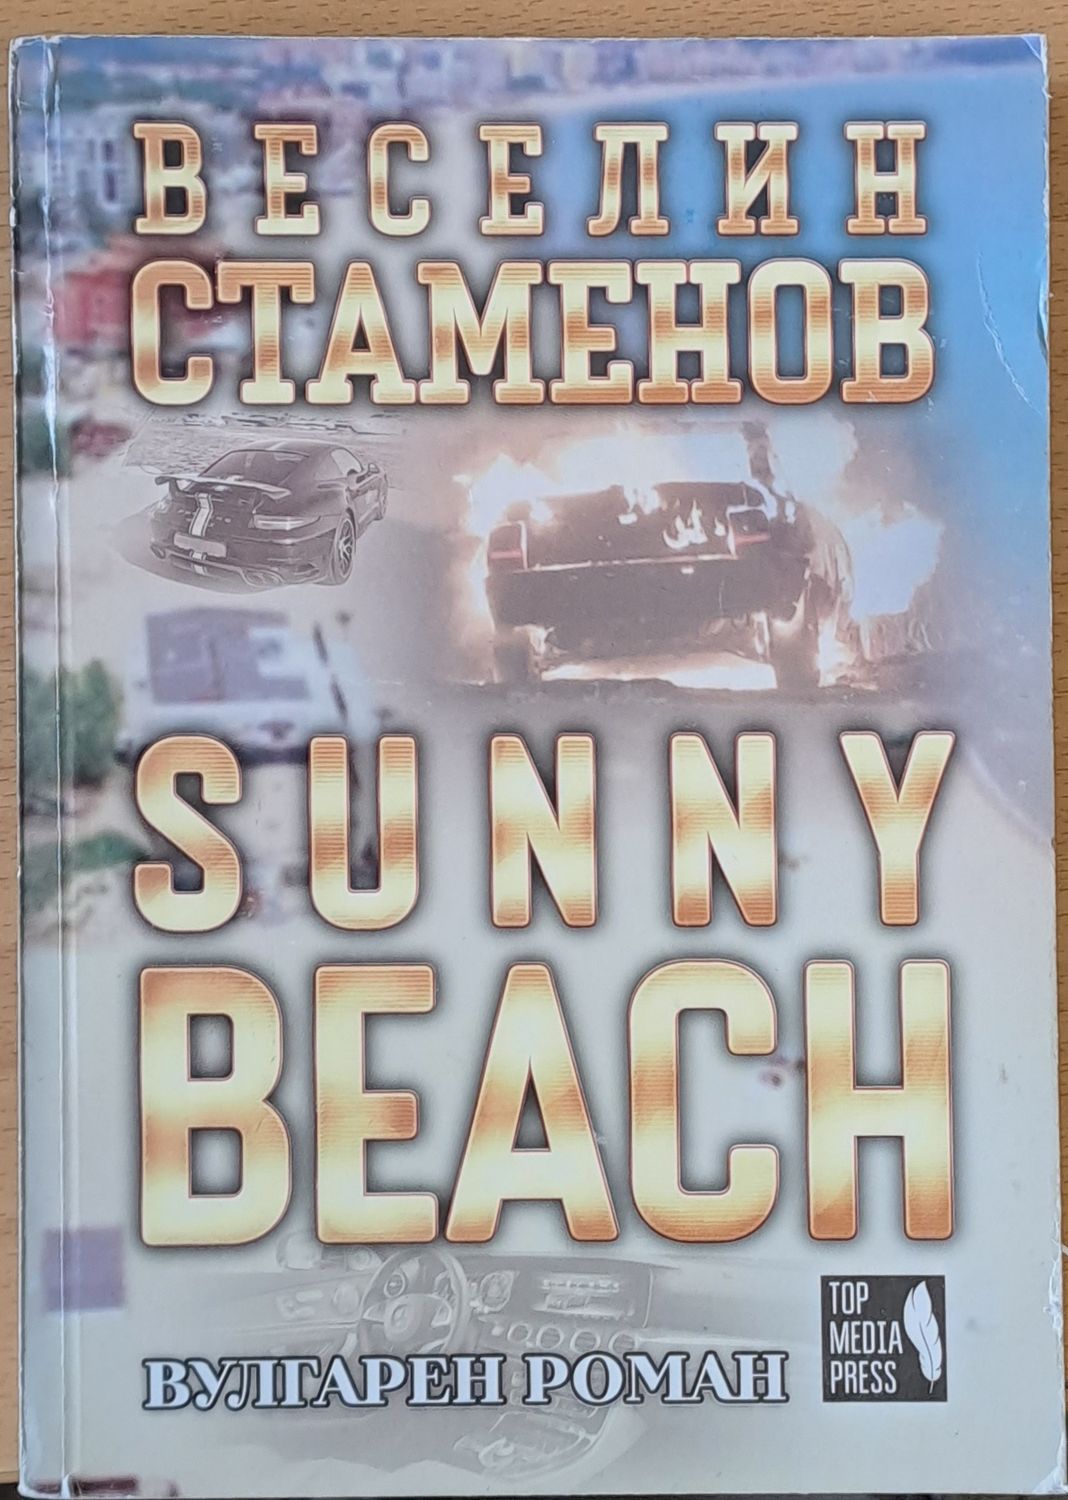 ВЕСЕЛИН
СТАМЕНОВ
SUNNY
BEACH
ВУЛГАРЕН РОМАН
TOP
MEDIA
PRESS